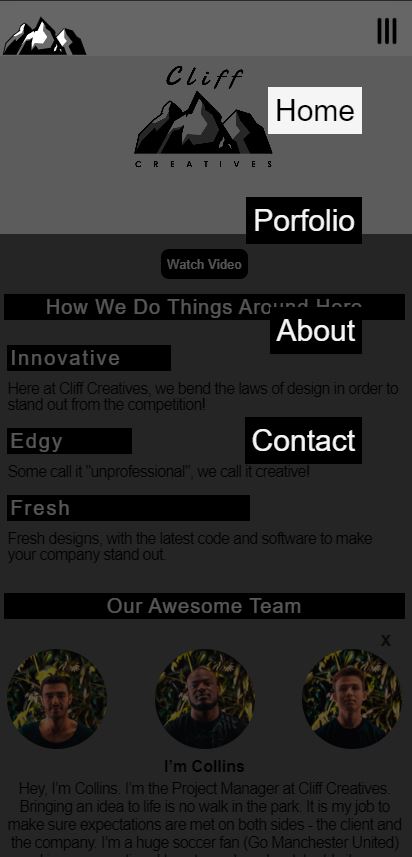 Cliff
CREATIVES
Home
Porfolio
About
Contact
Watch Video
How We Do Things Around Here
Innovative
Here at Cliff Creatives, we bend the laws of design in order to
stand out from the competition!
Edgy
Some call it "unprofessional", we call it creative!
Fresh
Fresh designs, with the latest code and software to make
your company stand out.
Our Awesome Team
X
I'm Collins
Hey, I'm Collins. I'm the Project Manager at Cliff Creatives.
Bringing an idea to life is no walk in the park. It is my job to
make sure expectations are met on both sides - the client and
the company. I'm a huge soccer fan (Go Manchester United)